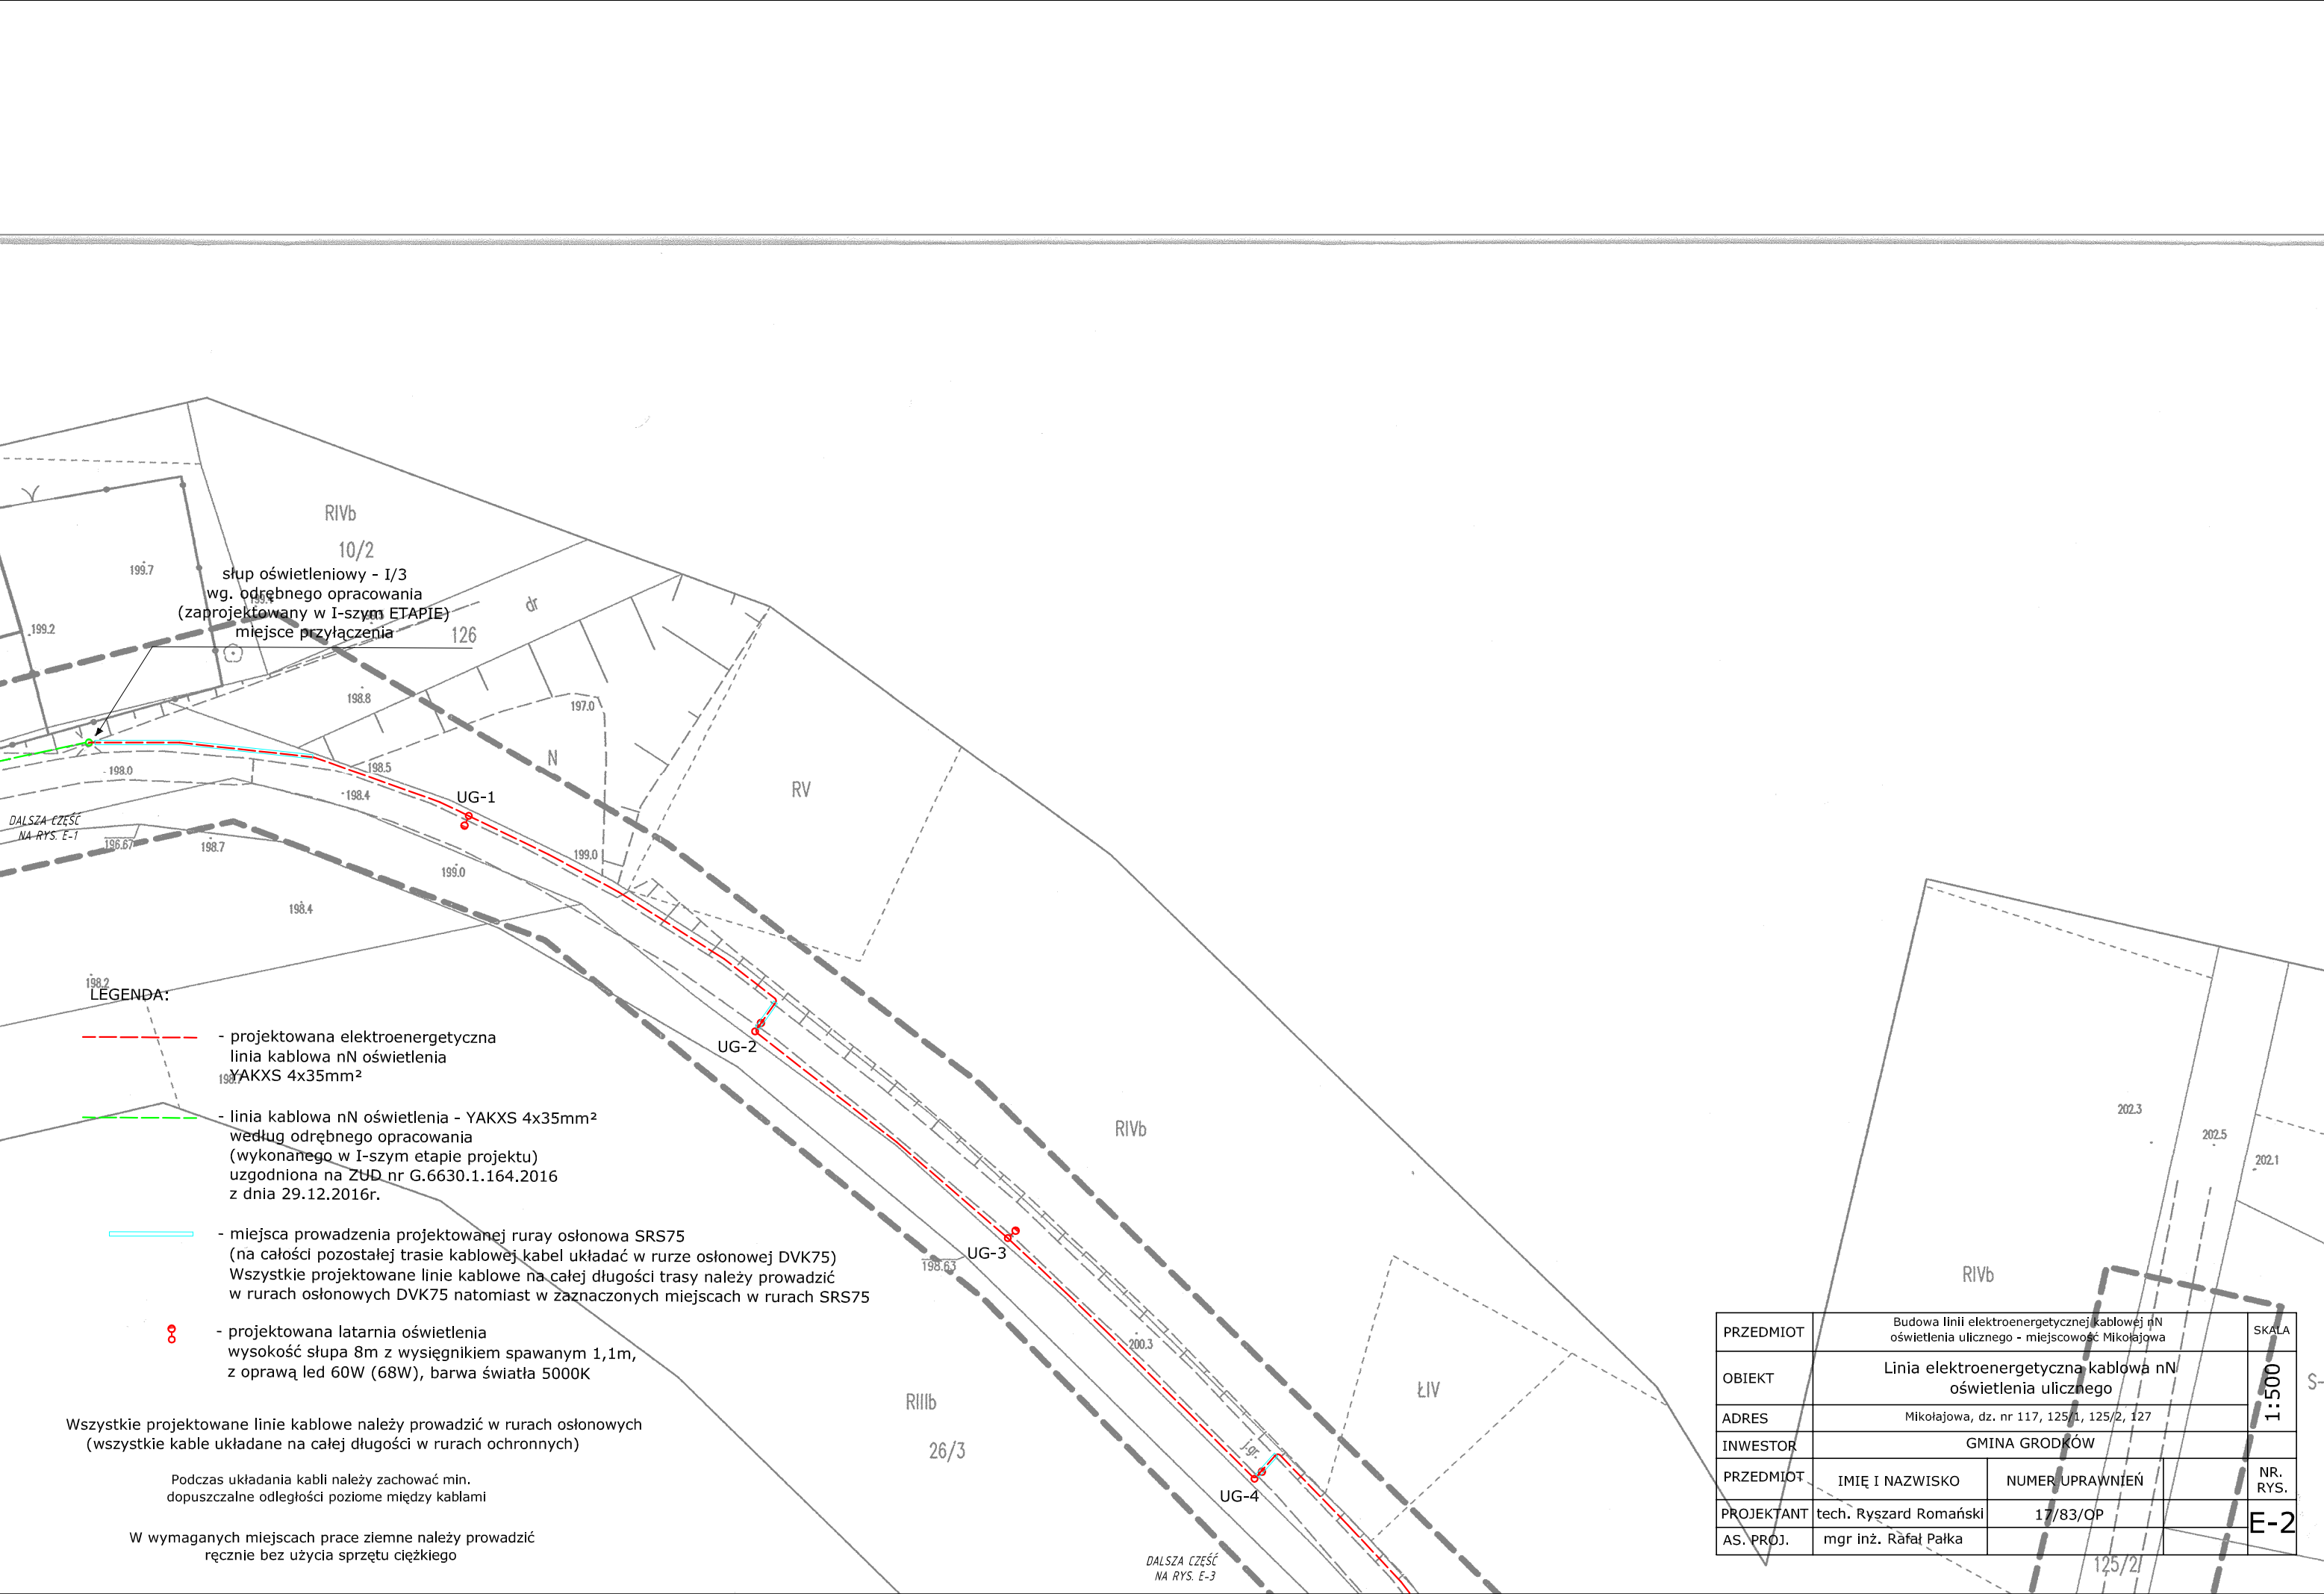 RIVb
10/2
199.7
słup oświetleniowy - I/3
wg. odrębnego opracowania
(zaprojektowany w I-szym ETAPIE)
miejsce przyłączenia
dr
126
199.2
198.8
197.0
N
RV
198.5
198.0
198.4
UG-1
DALSZA CZĘŚĆ
NA RYS. E-1
196.67
198.7
199.0
199.0
198.4
198.2
LEGENDA:
- projektowana elektroenergetyczna
linia kablowa nN oświetlenia
YAKXS 4x35mm²
UG-2
- linia kablowa nN oświetlenia - YAKXS 4x35mm²
według odrębnego opracowania
(wykonanego w I-szym etapie projektu)
uzgodniona na ZUD nr G.6630.1.164.2016
z dnia 29.12.2016r.
RIVb
202.3
202.5
202.1
- miejsca prowadzenia projektowanej ruray osłonowa SRS75
(na całości pozostałej trasie kablowej kabel układać w rurze osłonowej DVK75)
Wszystkie projektowane linie kablowe na całej długości trasy należy prowadzić
w rurach osłonowych DVK75 natomiast w zaznaczonych miejscach w rurach SRS75
UG-3
198.63
RIVb
- projektowana latarnia oświetlenia
wysokość słupa 8m z wysięgnikiem spawanym 1,1m,
z oprawą led 60W (68W), barwa światła 5000K
200.3
ŁIV
RIIIb
26/3
j.gr.
UG-4
Wszystkie projektowane linie kablowe należy prowadzić w rurach osłonowych
(wszystkie kable układane na całej długości w rurach ochronnych)
Podczas układania kabli należy zachować min.
dopuszczalne odległości poziome między kablami
W wymaganych miejscach prace ziemne należy prowadzić
ręcznie bez użycia sprzętu ciężkiego
DALSZA CZĘŚĆ
NA RYS. E-3
PRZEDMIOT
Budowa linii elektroenergetycznej kablowej nN
oświetlenia ulicznego - miejscowość Mikołajowa
SKALA
OBIEKT
Linia elektroenergetyczna kablowa nN
oświetlenia ulicznego
1:500
S-
ADRES
Mikołajowa, dz. nr 117, 125/1, 125/2, 127
INWESTOR
GMINA GRODKÓW
PRZEDMIOT
IMIĘ I NAZWISKO
NUMER UPRAWNIEŃ
NR.
RYS.
PROJEKTANT
tech. Ryszard Romański
17/83/OP
E-2
AS. PROJ.
mgr inż. Rafał Pałka
125/2